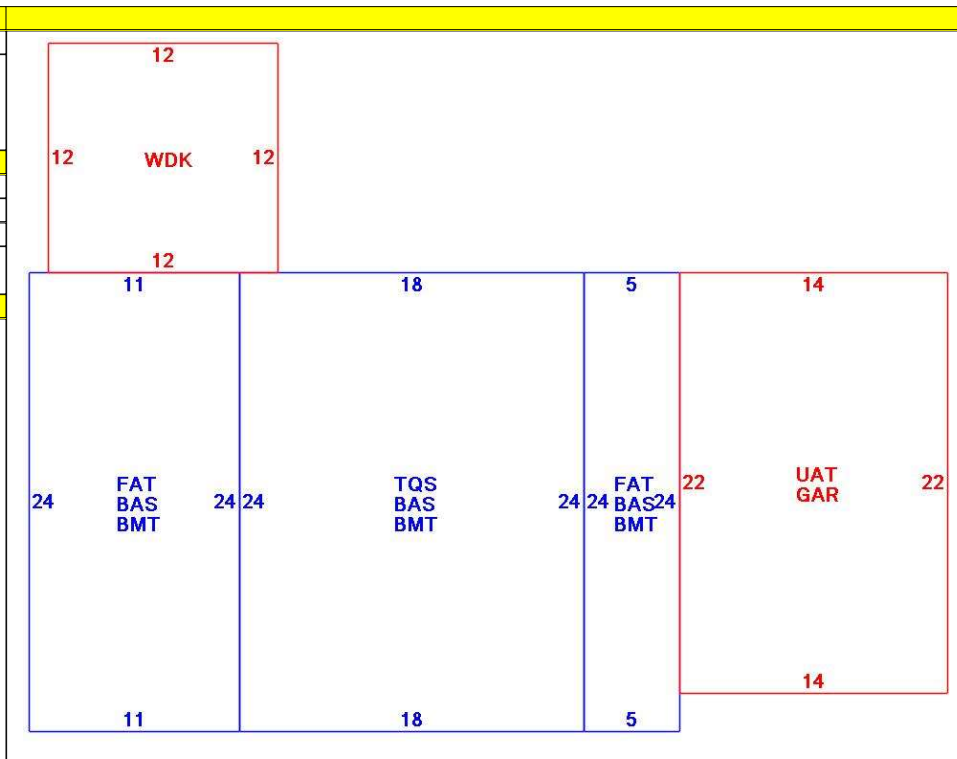 12
12 WDK 12
12
11 18 5 14
FAT
BAS
BMT
24 24
TQS
BAS
BMT
24 24
FAT
BAS
BMT
24 24
UAT
GAR
22 22
14
11 18 5